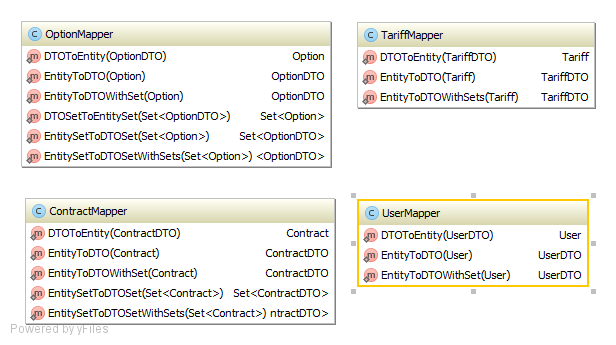 OptionMapper
DTOToEntity(OptionDTO) Option
EntityToDTO(Option) OptionDTO
EntityToDTOWithSet(Option) OptionDTO
DTOSetToEntitySet(Set<OptionDTO>) Set<Option>
EntitySetToDTOSet(Set<Option>) Set<OptionDTO>
EntitySetToDTOSetWithSets(Set<Option>) <OptionDTO>
TariffMapper
DTOToEntity(TariffDTO) Tariff
EntityToDTO(Tariff) TariffDTO
EntityToDTOWithSets(Tariff) TariffDTO
ContractMapper
DTOToEntity(ContractDTO) Contract
EntityToDTO(Contract) ContractDTO
EntityToDTOWithSet(Contract) ContractDTO
EntitySetToDTOSet(Set<Contract>) Set<ContractDTO>
EntitySetToDTOSetWithSets(Set<Contract>) ntractDTO>
UserMapper
DTOToEntity(UserDTO) User
EntityToDTO(User) UserDTO
EntityToDTOWithSet(User) UserDTO
Powered by yFiles